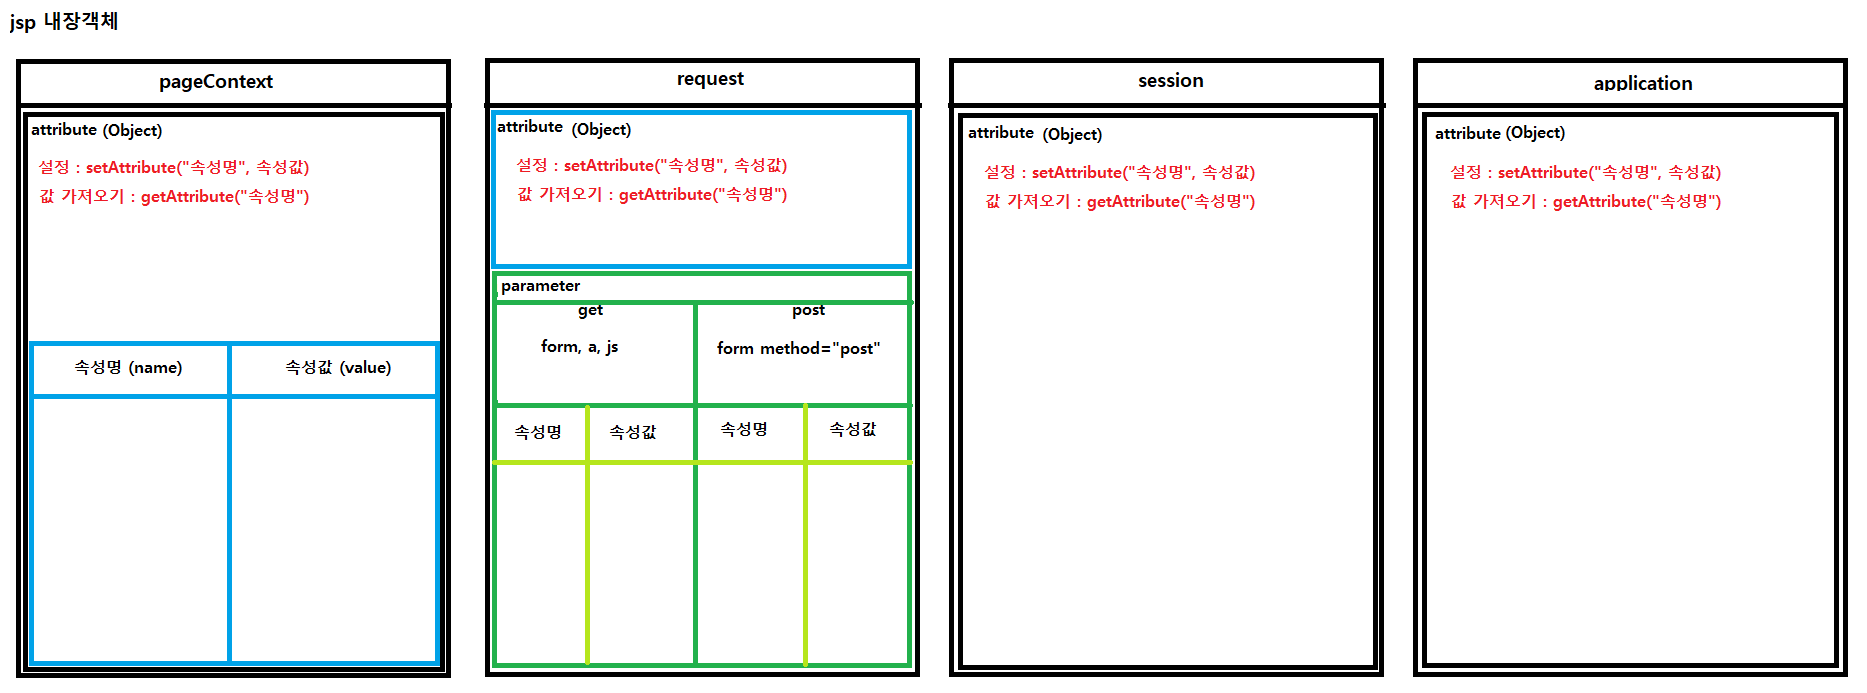 jsp 내장객체
pageContext
attribute (Object)
설정 : setAttribute("속성명", 속성값)
값 가져오기 : getAttribute("속성명")
속성명 (name)
속성값 (value)
request
attribute (Object)
설정 : setAttribute("속성명", 속성값)
값 가져오기 : getAttribute("속성명")
parameter
get
form, a, js
post
form method="post"
속성명
속성값
속성명
속성값
session
attribute (Object)
설정 : setAttribute("속성명", 속성값)
값 가져오기 : getAttribute("속성명")
application
attribute (Object)
설정 : setAttribute("속성명", 속성값)
값 가져오기 : getAttribute("속성명")